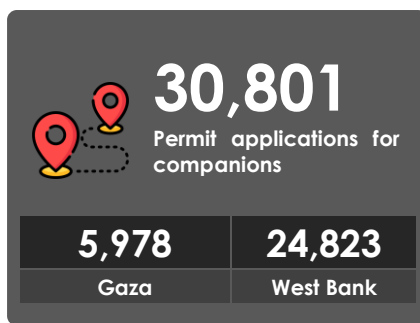 30,801
Permit applications for
companions
5,978
24,823
Gaza
West Bank